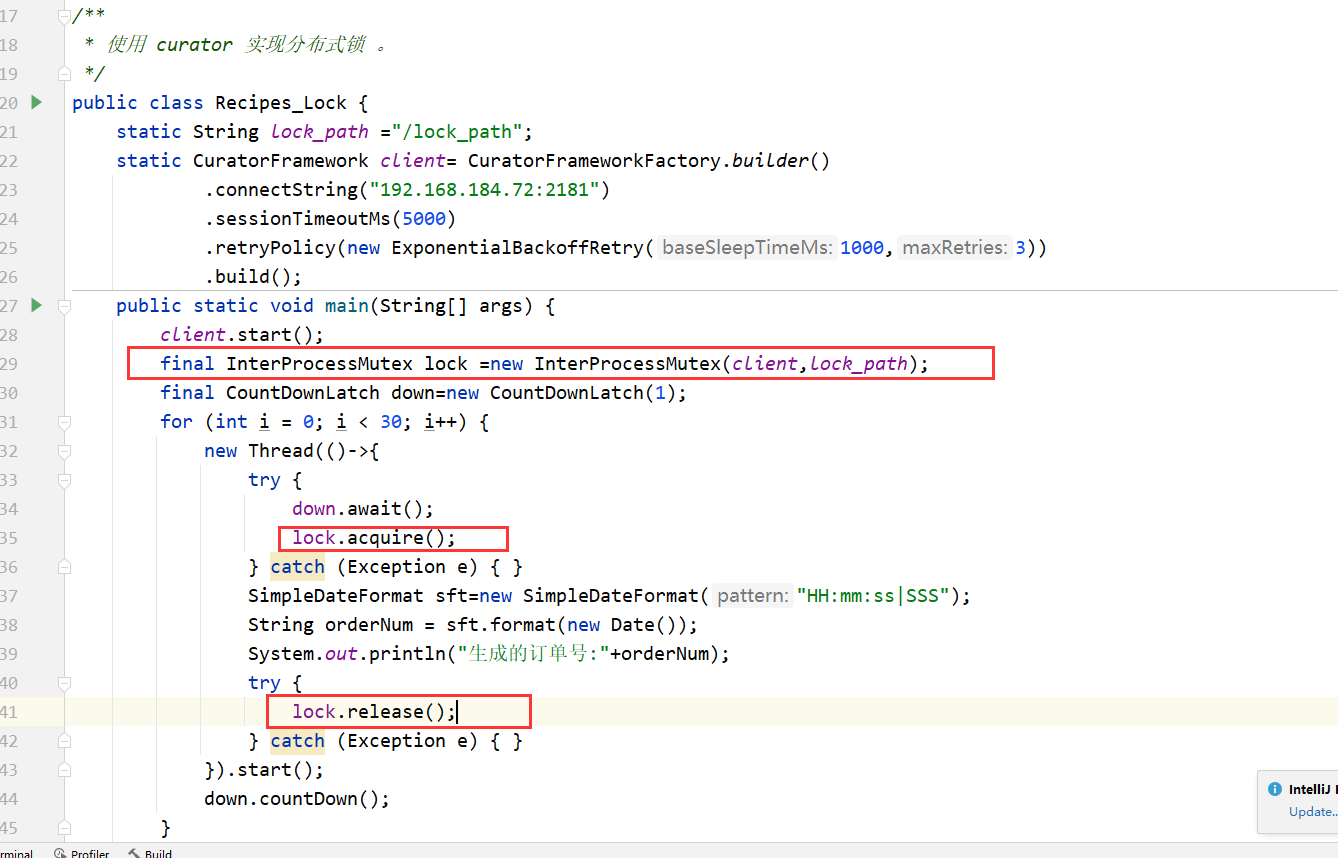 17 /**
18 * 使用 curator 实现分布式锁 。
19 */
20 public class Recipes_Lock {
21 static String lock_path ="/lock_path";
22 static CuratorFramework client= CuratorFrameworkFactory.builder()
23 .connectString("192.168.184.72:2181")
24 .sessionTimeoutMs(5000)
25 .retryPolicy(new ExponentialBackoffRetry( baseSleepTimeMs: 1000, maxRetries: 3))
26 .build();
27 public static void main(String[] args) {
28 client.start();
29 final InterProcessMutex lock =new InterProcessMutex(client,lock_path);
30 final CountDownLatch down=new CountDownLatch(1);
31 for (int i = 0; i < 30; i++) {
32 new Thread(()->{
33 try {
34 down.await();
35 lock.acquire();
36 } catch (Exception e) { }
37 SimpleDateFormat sft=new SimpleDateFormat( pattern: "HH:mm:ss|SSS");
38 String orderNum = sft.format(new Date());
39 System.out.println("生成的订单号:"+orderNum);
40 try {
41 lock.release();
42 } catch (Exception e) { }
43 }).start();
44 down.countDown();
45 }
IntelliJ
Update..
rminal Profiler Build